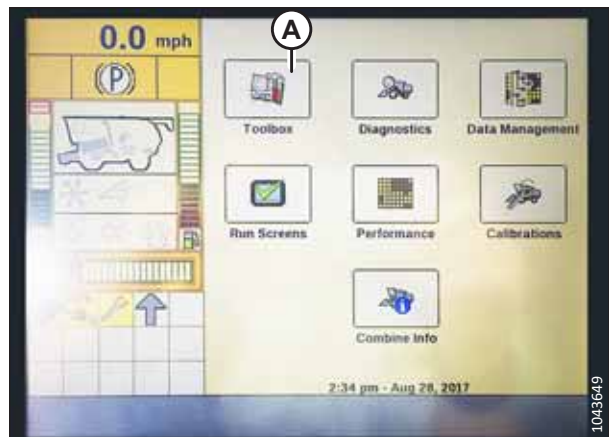 A
0.0 mph
(P)
Toolbox
Diagnostics
Data Management
Run Screens
Performance
Calibrations
Combine Info
2:34 pm - Aug 28, 2017
1043649